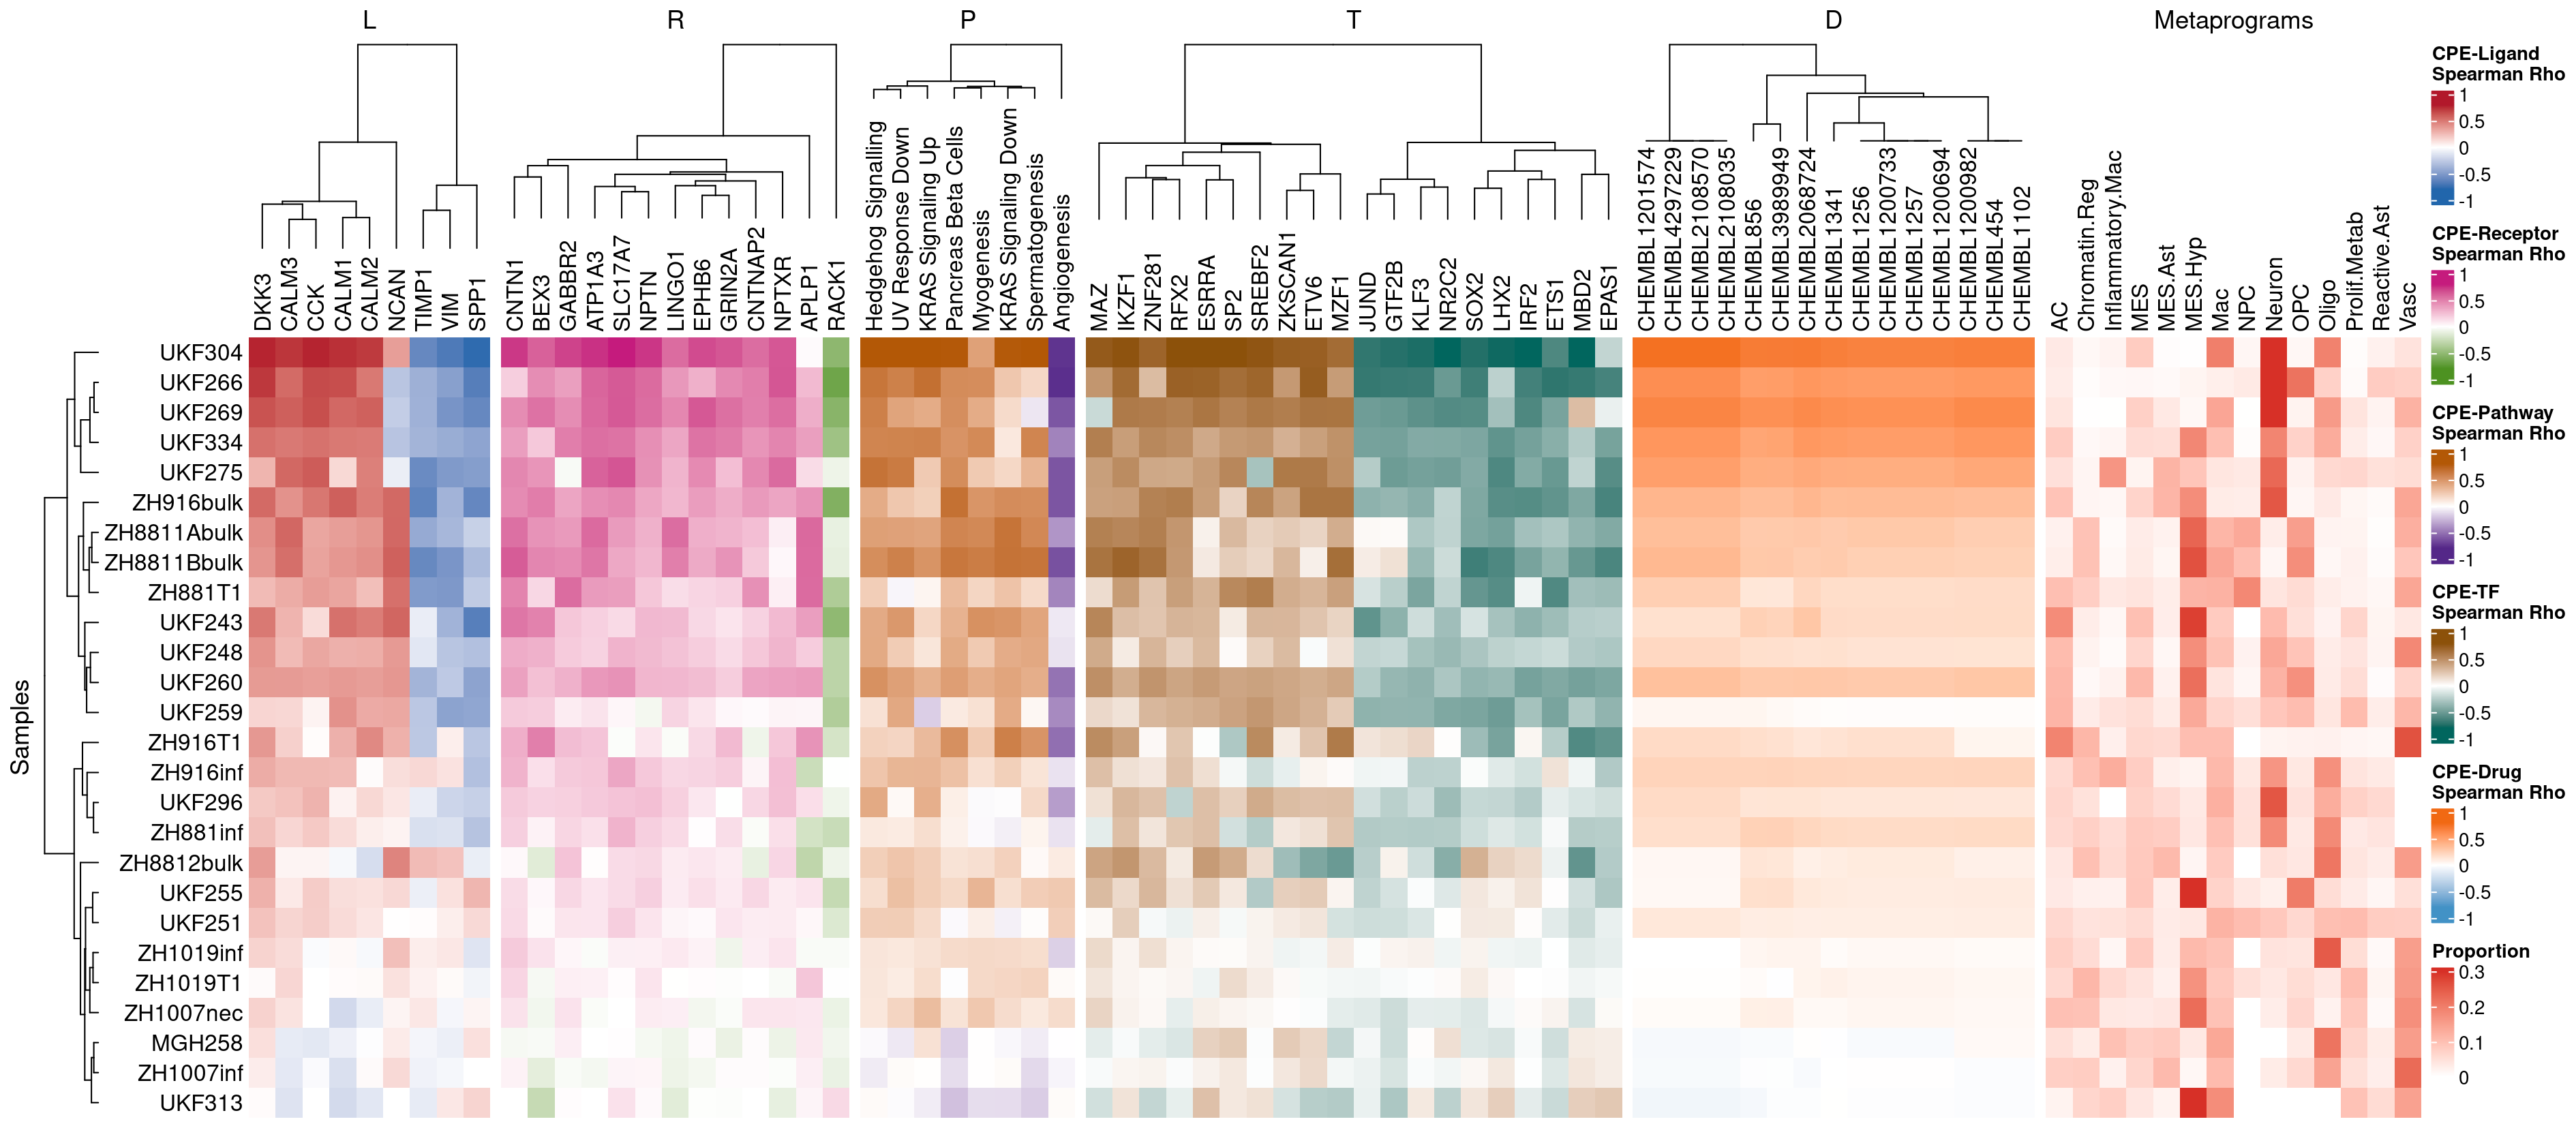 L
R
P
T
D
Metaprograms
DKK3
CALM3
CCK
CALM1
CALM2
NCAN
TIMP1
VIM
SPP1
CNTN1
BEX3
GABBR2
ATP1A3
SLC17A7
NPTN
LINGO1
EPHB6
GRIN2A
CNTNAP2
NPTXR
APLP1
RACK1
Hedgehog Signalling
UV Response Down
KRAS Signaling Up
Pancreas Beta Cells
Myogenesis
KRAS Signaling Down
Spermatogenesis
Angiogenesis
MAZ
IKZF1
ZNF281
RFX2
ESRRA
SP2
SREBF2
ZKSCAN1
ETV6
MZF1
JUND
GTF2B
KLF3
NR2C2
SOX2
LHX2
IRF2
ETS1
MBD2
EPAS1
CHEMBL1201574
CHEMBL4297229
CHEMBL2108570
CHEMBL2108035
CHEMBL856
CHEMBL3989949
CHEMBL2068724
CHEMBL1341
CHEMBL1256
CHEMBL1200733
CHEMBL1257
CHEMBL1200694
CHEMBL1200982
CHEMBL454
CHEMBL1102
AC
Chromatin.Reg
Inflammatory.Mac
MES
MES.Ast
MES.Hyp
Mac
NPC
Neuron
OPC
Oligo
Prolif.Metab
Reactive.Ast
Vasc
Samples
UKF304
UKF266
UKF269
UKF334
UKF275
ZH916bulk
ZH8811Abulk
ZH8811Bbulk
ZH881T1
UKF243
UKF248
UKF260
UKF259
ZH916T1
ZH916inf
UKF296
ZH881inf
ZH8812bulk
UKF255
UKF251
ZH1019inf
ZH1019T1
ZH1007nec
MGH258
ZH1007inf
UKF313
CPE-Ligand
Spearman Rho
1
0.5
0
-0.5
-1
CPE-Receptor
Spearman Rho
1
0.5
0
-0.5
-1
CPE-Pathway
Spearman Rho
1
0.5
0
-0.5
-1
CPE-TF
Spearman Rho
1
0.5
0
-0.5
-1
CPE-Drug
Spearman Rho
1
0.5
0
-0.5
-1
Proportion
0.3
0.2
0.1
0